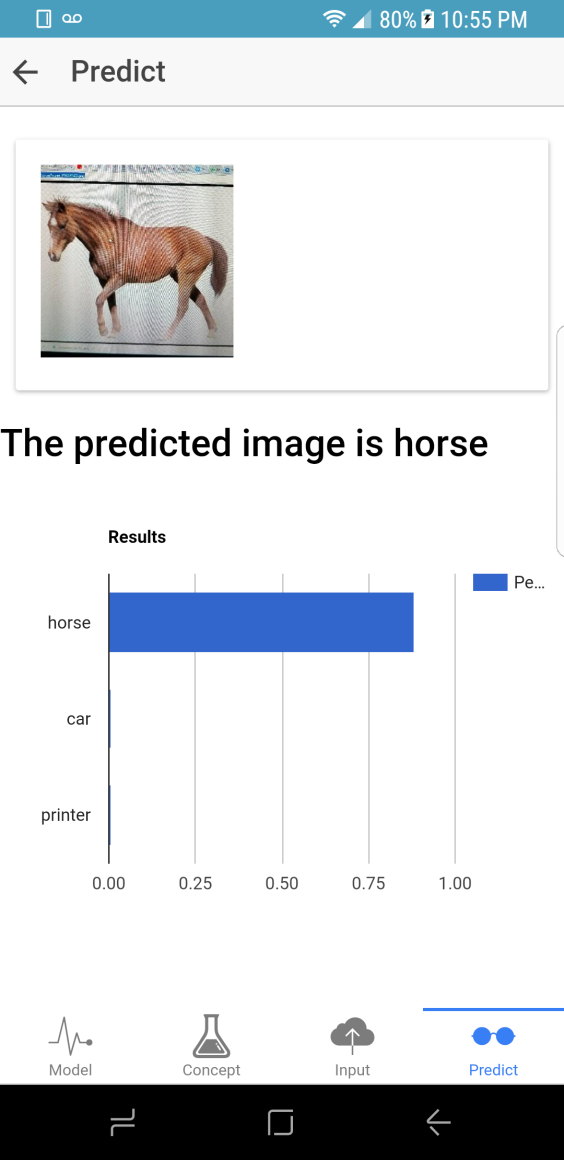 80% 10:55 PM
Predict
The predicted image is horse
Results
Pe...
horse
car
printer
0.00 0.25 0.50 0.75 1.00
Model Concept Input Predict